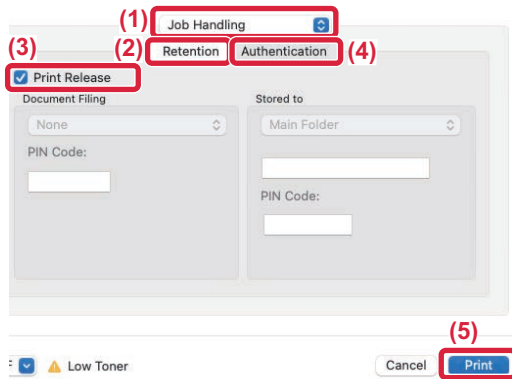 (1) Job Handling
(3) (2) Retention Authentication (4)
Print Release
Document Filing Stored to
None Main Folder
PIN Code:
PIN Code:
(5)
Low Toner Cancel Print